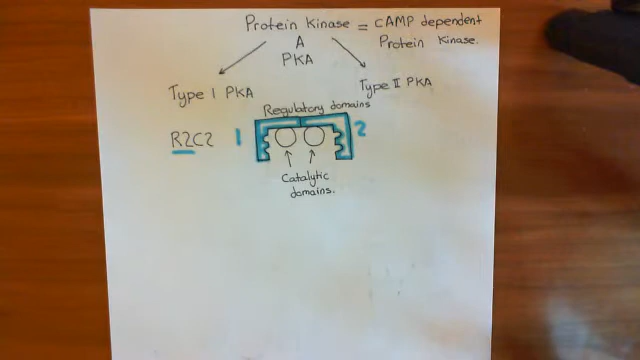 Protein Kinase = cAMP dependent
A Protein Kinase.
PKA
Type I PKA Type II PKA
Regulatory domains
R2C2 1 2
Catalytic
domains.